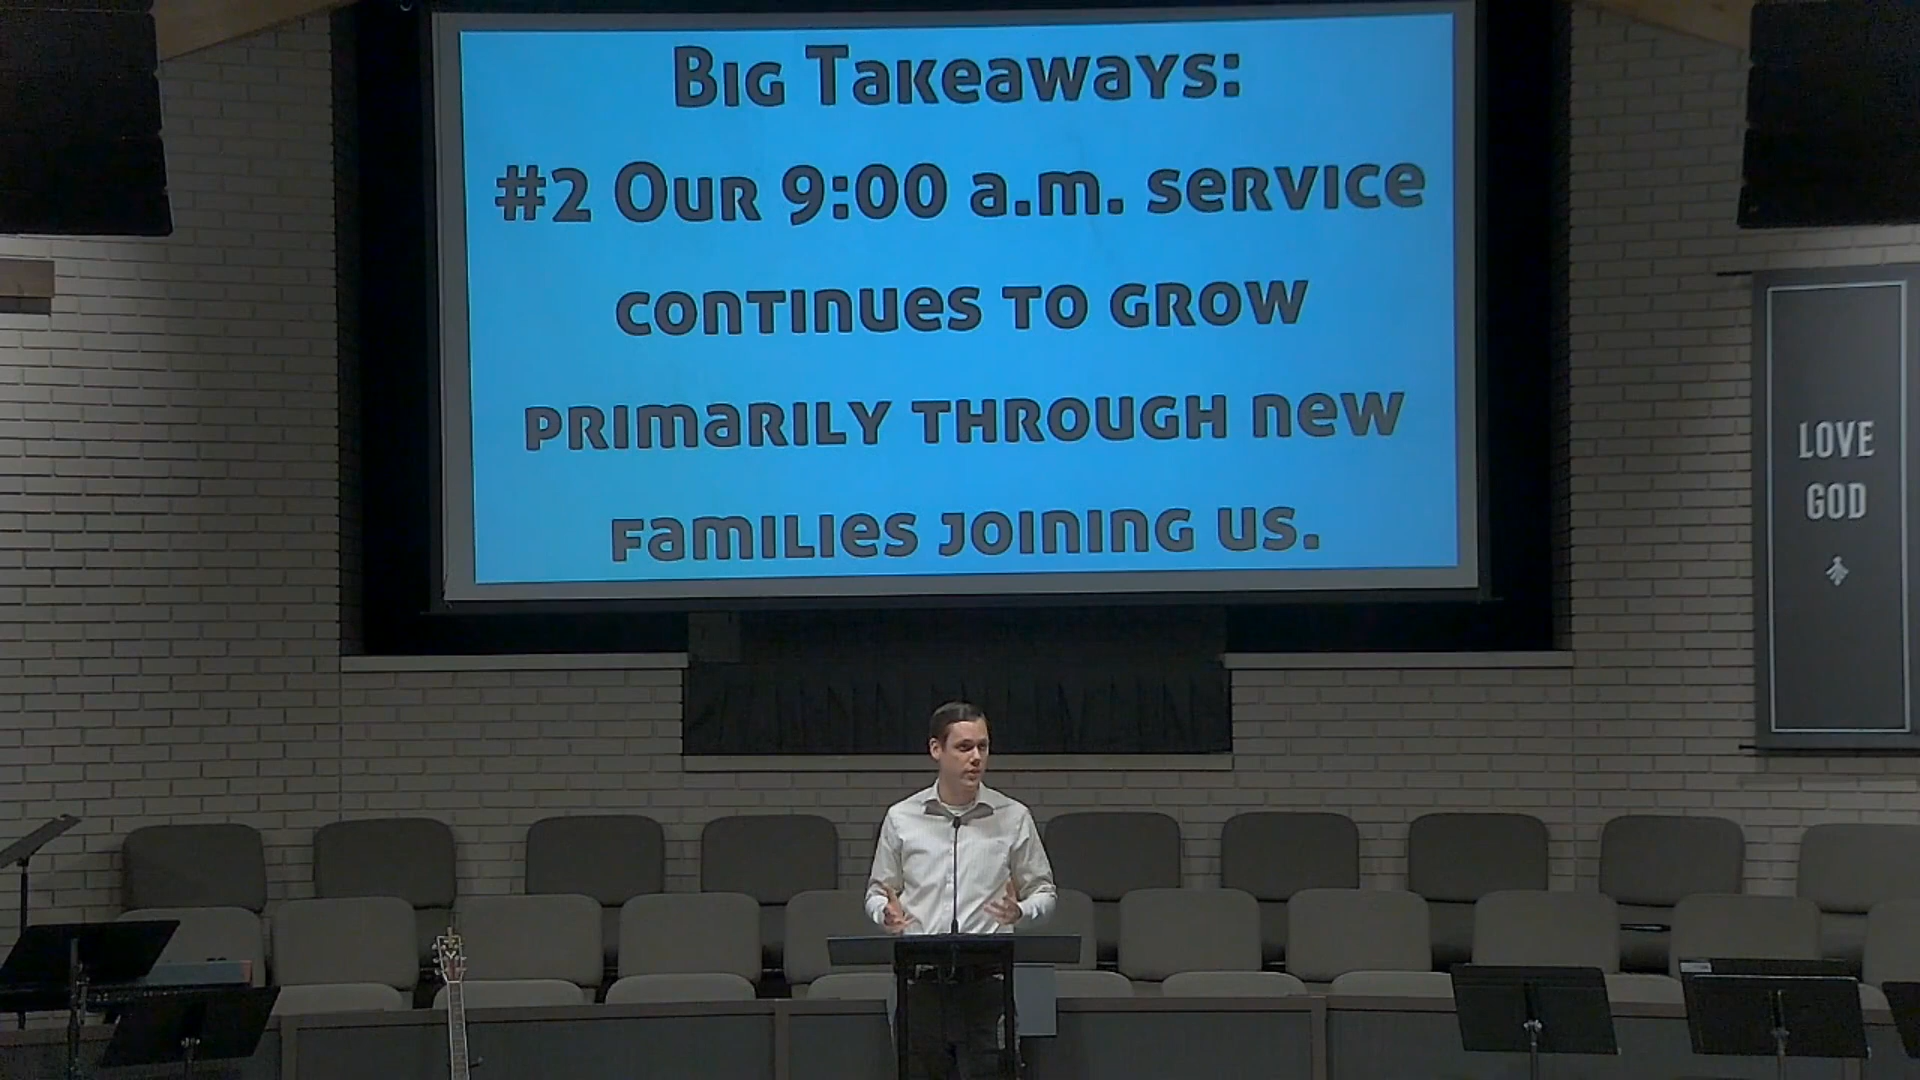 Big Takeaways:
#2 Our 9:00 a.m. service
continues to grow
primarily through new
families joining us.
LOVE
GOD